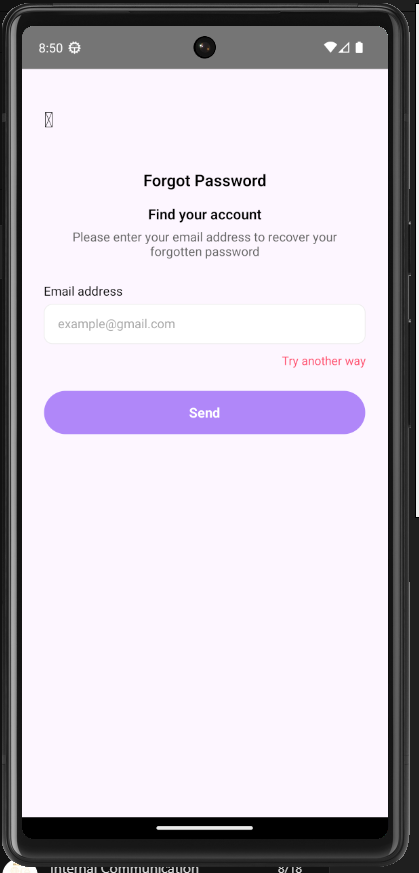 8:50
Forgot Password
Find your account
Please enter your email address to recover your
forgotten password
Email address
example@gmail.com
Try another way
Send
Internal Communication
8/18